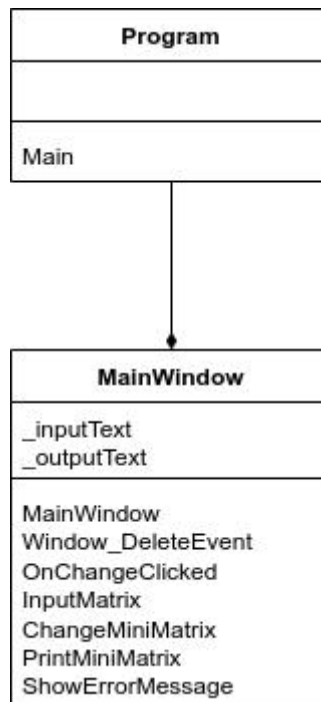 Program
Main
MainWindow
_inputText
_outputText
MainWindow
Window_DeleteEvent
OnChangeClicked
InputMatrix
ChangeMiniMatrix
PrintMiniMatrix
ShowErrorMessage